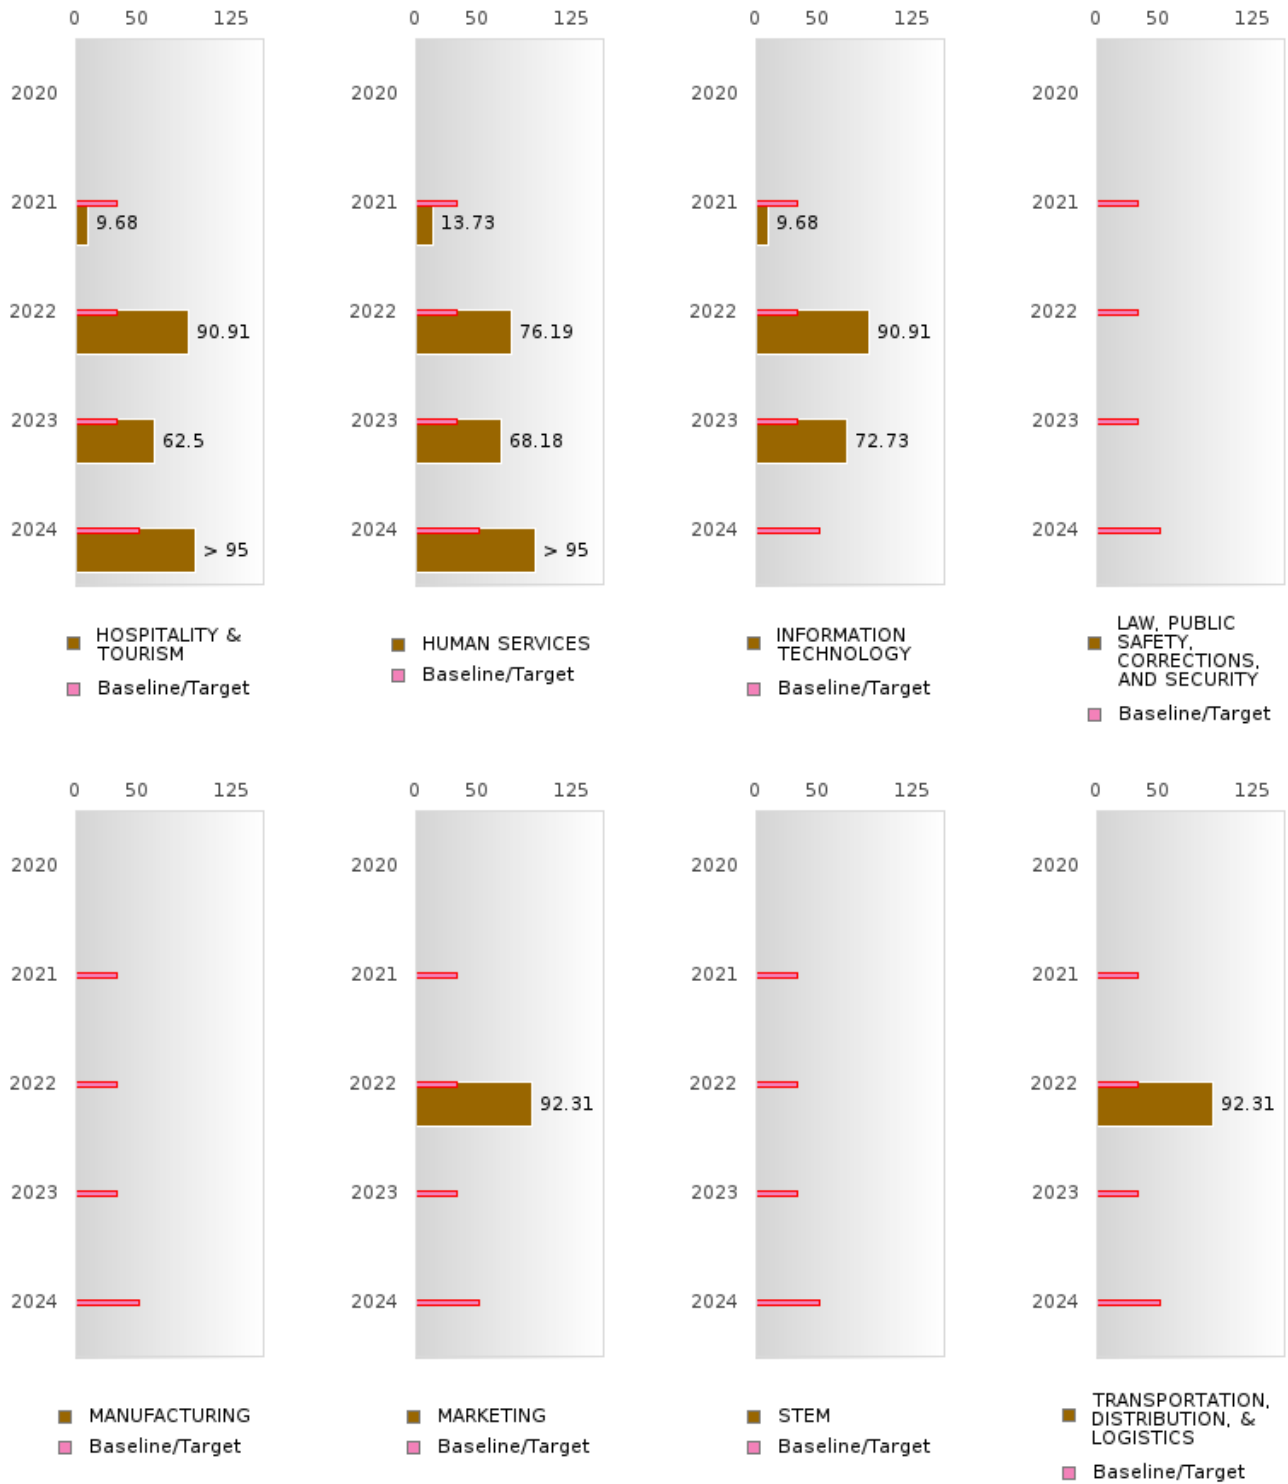 0 50 125 0 50 125 0 50 125 0 50 125
2020 2020 2020 2020
2021 2021 2021 2021
9.68 13.73 9.68
2022 2022 2022 2022
90.91 76.19 90.91
2023 2023 2023 2023
62.5 68.18 72.73
2024 2024 2024 2024
> 95 > 95
HOSPITALITY &
TOURISM
Baseline/Target
HUMAN SERVICES
Baseline/Target
INFORMATION
TECHNOLOGY
Baseline/Target
LAW, PUBLIC
SAFETY,
CORRECTIONS,
AND SECURITY
Baseline/Target
0 50 125 0 50 125 0 50 125 0 50 125
2020 2020 2020 2020
2021 2021 2021 2021
2022 2022 2022 2022
92.31 92.31
2023 2023 2023 2023
2024 2024 2024 2024
MANUFACTURING
Baseline/Target
MARKETING
Baseline/Target
STEM
Baseline/Target
TRANSPORTATION,
DISTRIBUTION, &
LOGISTICS
Baseline/Target